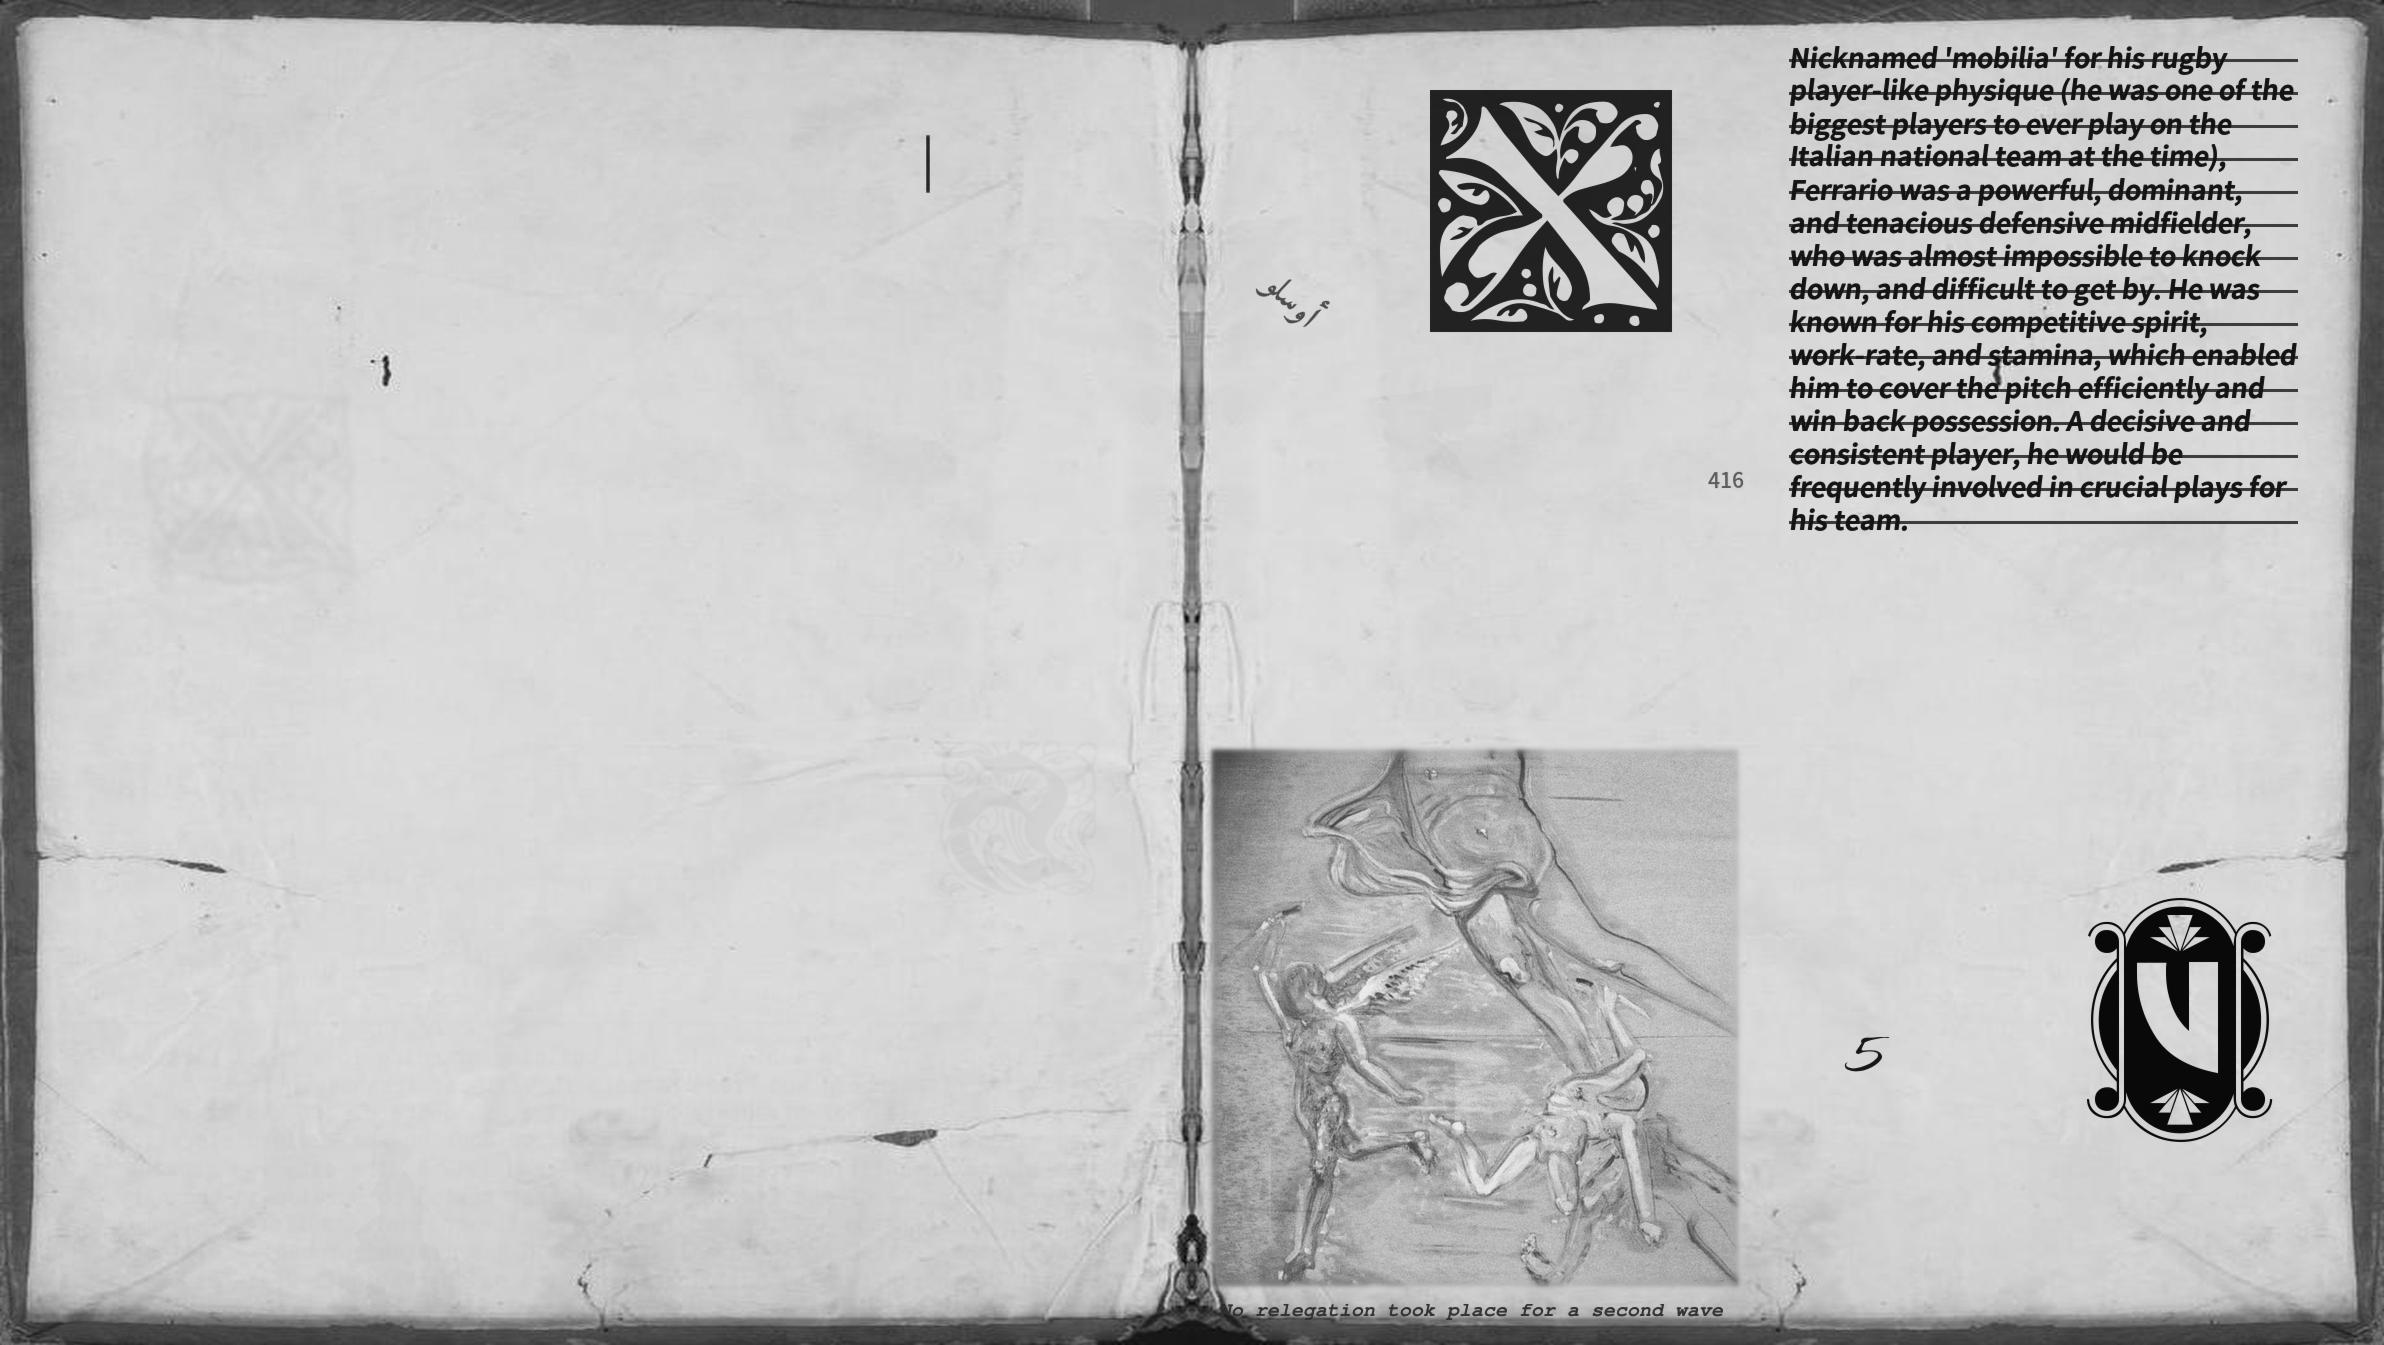 أوسلو
X
Nicknamed 'mobilia' for his rugby
player-like physique (he was one of the
biggest players to ever play on the
Italian national team at the time),
Ferrario was a powerful, dominant,
and tenacious defensive midfielder,
who was almost impossible to knock
down, and difficult to get by. He was
known for his competitive spirit,
work-rate, and stamina, which enabled
him to cover the pitch efficiently and
win back possession. A decisive and
consistent player, he would be
frequently involved in crucial plays for
his team.
416
5
No relegation took place for a second wave